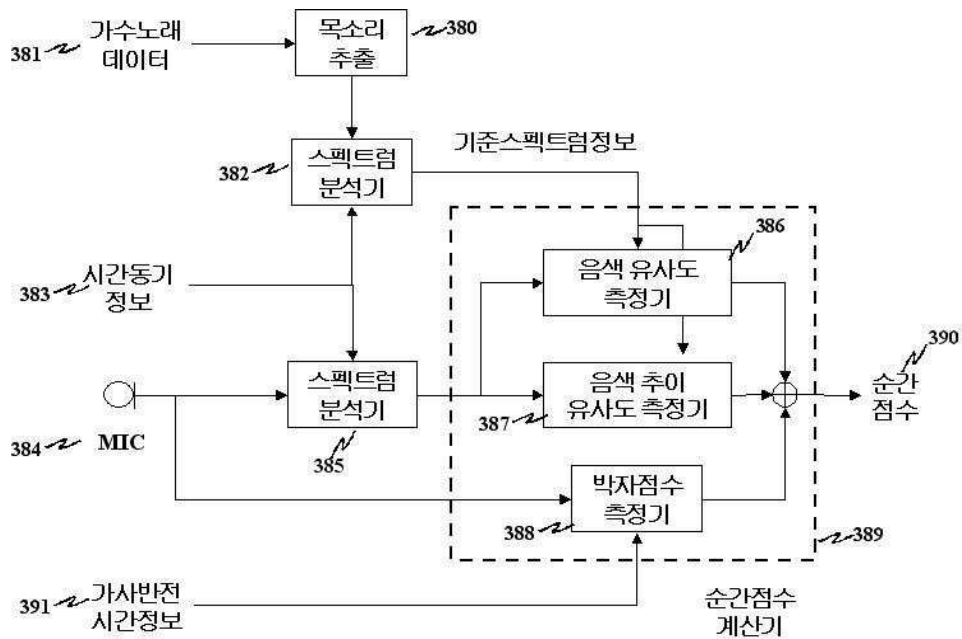 381
가수노래
데이터
목소리
추출
380
382
스펙트럼
분석기
기준스펙트럼정보
386
383
시간동기
정보
음색 유사도
측정기
390
384
MIC
스펙트럼
분석기
385
음색 추이
유사도 측정기
387
순간
점수
박자점수
측정기
388
389
391
가사반전
시간정보
순간점수
계산기